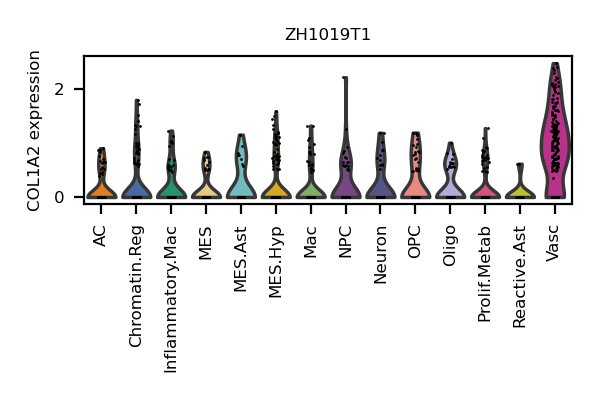 ZH1019T1
COL1A2 expression
2
0
AC
Chromatin.Reg
Inflammatory.Mac
MES
MES.Ast
MES.Hyp
Mac
NPC
Neuron
OPC
Oligo
Prolif.Metab
Reactive.Ast
Vasc